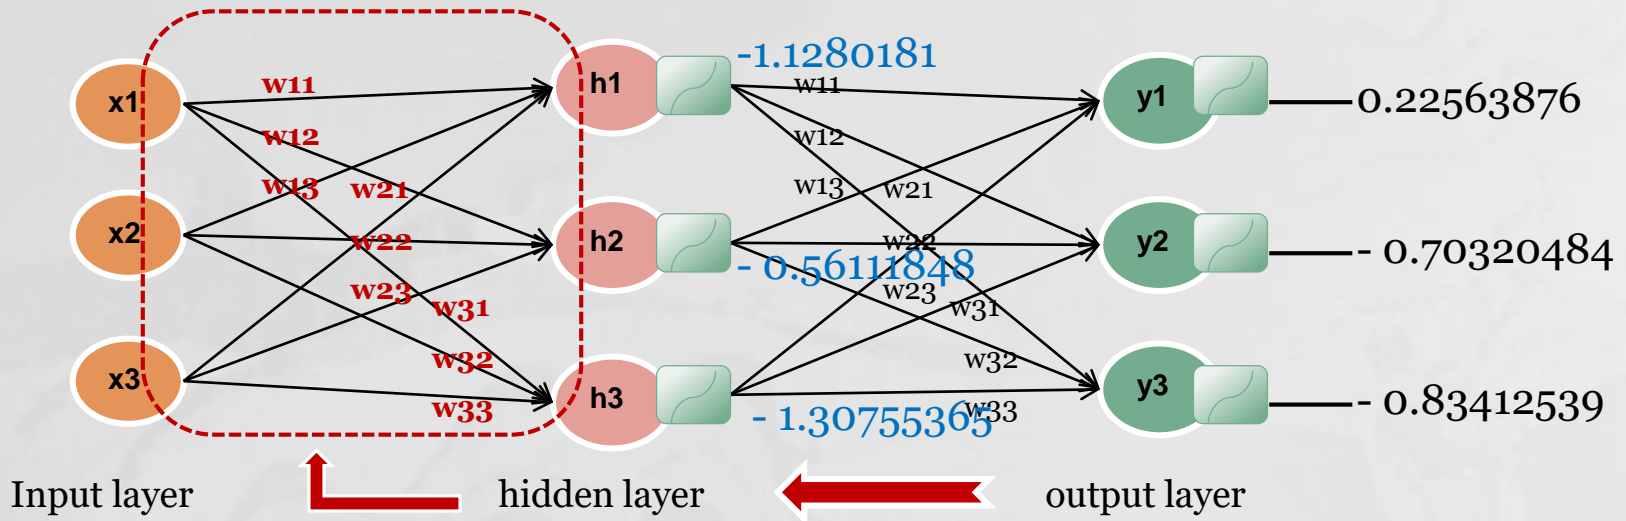 -1.1280181
x1
w11
h1
w11
y1
0.22563876
w12
w12
w13
w21
w13
w21
x2
w22
h2
w22
y2
- 0.70320484
- 0.56111848
w23
w31
w23
w31
x3
w32
h3
w32
y3
- 0.83412539
w33
- 1.30755365
w33
Input layer
hidden layer
output layer